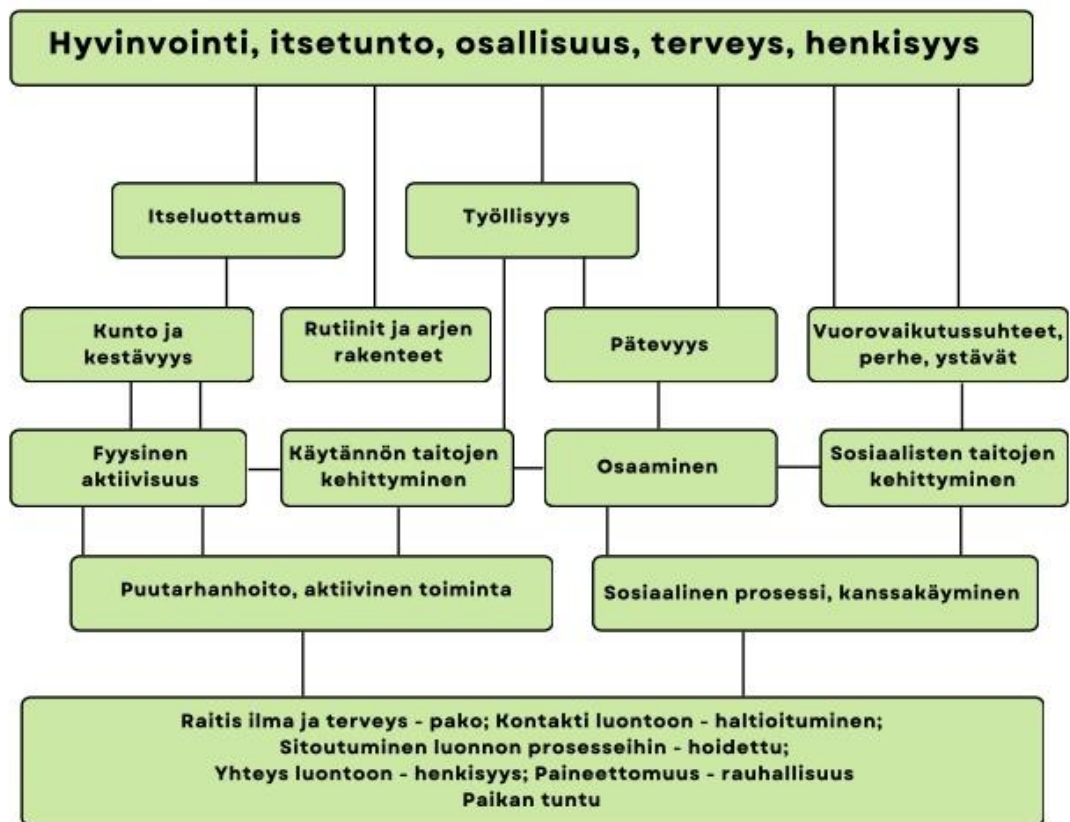 Hyvinvointi, itsetunto, osallisuus, terveys, henkisyys
Itseluottamus
Työllisyys
Kunto ja
kestävyys
Rutiinit ja arjen
rakenteet
Pätevyys
Vuorovaikutussuhteet,
perhe, ystävät
Fyysinen
aktiivisuus
Käytännön taitojen
kehittyminen
Osaaminen
Sosiaalisten taitojen
kehittyminen
Puutarhanhoito, aktiivinen toiminta
Sosiaalinen prosessi, kanssakäyminen
Raitis ilma ja terveys - pako; Kontakti luontoon - haltioituminen;
Sitoutuminen luonnon prosesseihin - hoidettu;
Yhteys luontoon - henkisyys; Paineettomuus - rauhallisuus
Paikan tuntu